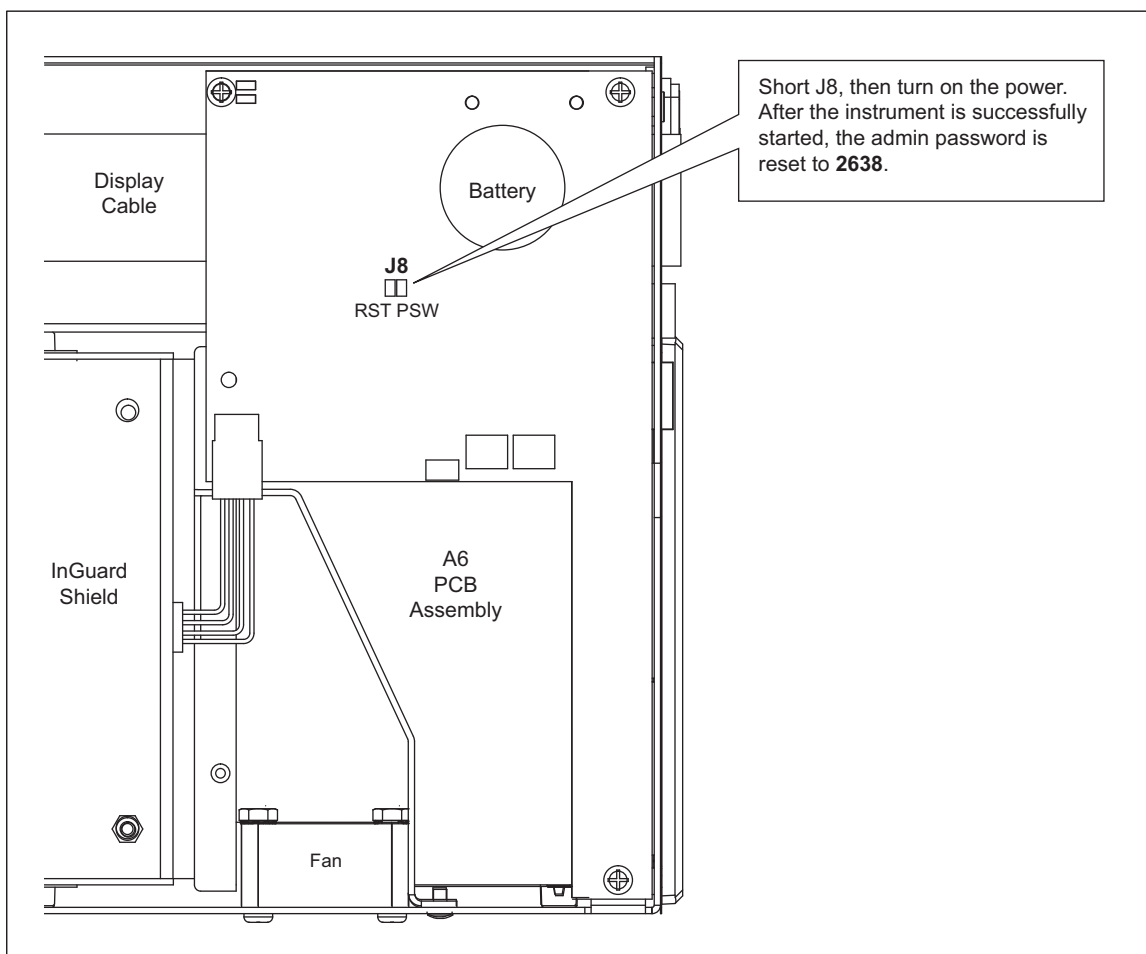 Short J8, then turn on the power.
After the instrument is successfully
started, the admin password is
reset to 2638.
Display
Cable
Battery
J8
RST PSW
InGuard
Shield
A6
PCB
Assembly
Fan